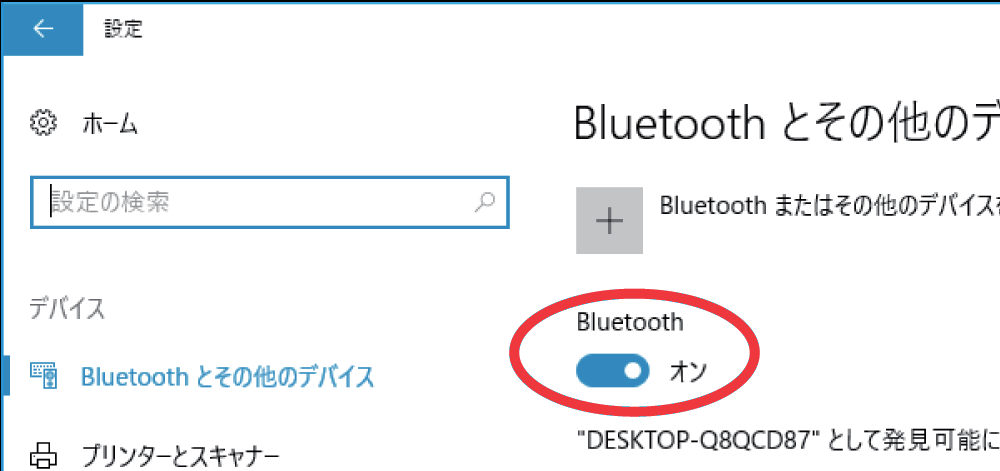 設定
ホーム
設定の検索
デバイス
Bluetooth とその他のデバイス
プリンターとスキャナー
Bluetooth とその他のデ
Bluetooth またはその他のデバイスを
Bluetooth
オン
"DESKTOP-Q8QCD87" として発見可能に